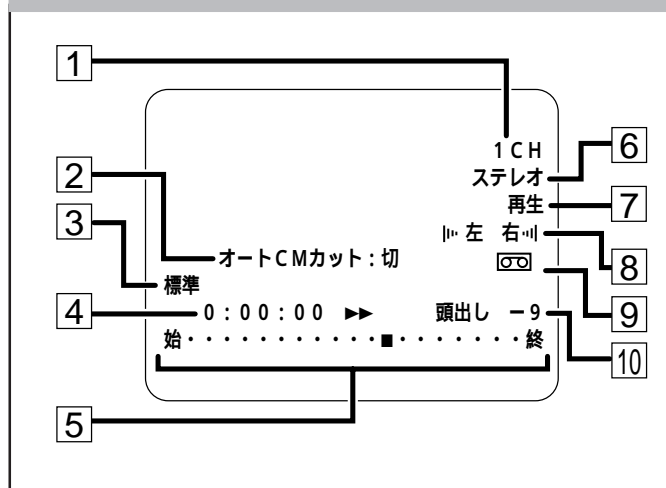 1
1CH
6
ステレオ
2
再生
7
3
左 右
8
オートCMカット:切
標準
9
4
0:00:00 ▶▶ 頭出し −9
10
始・・・・・・・・・・・■・・・・・・・終
5